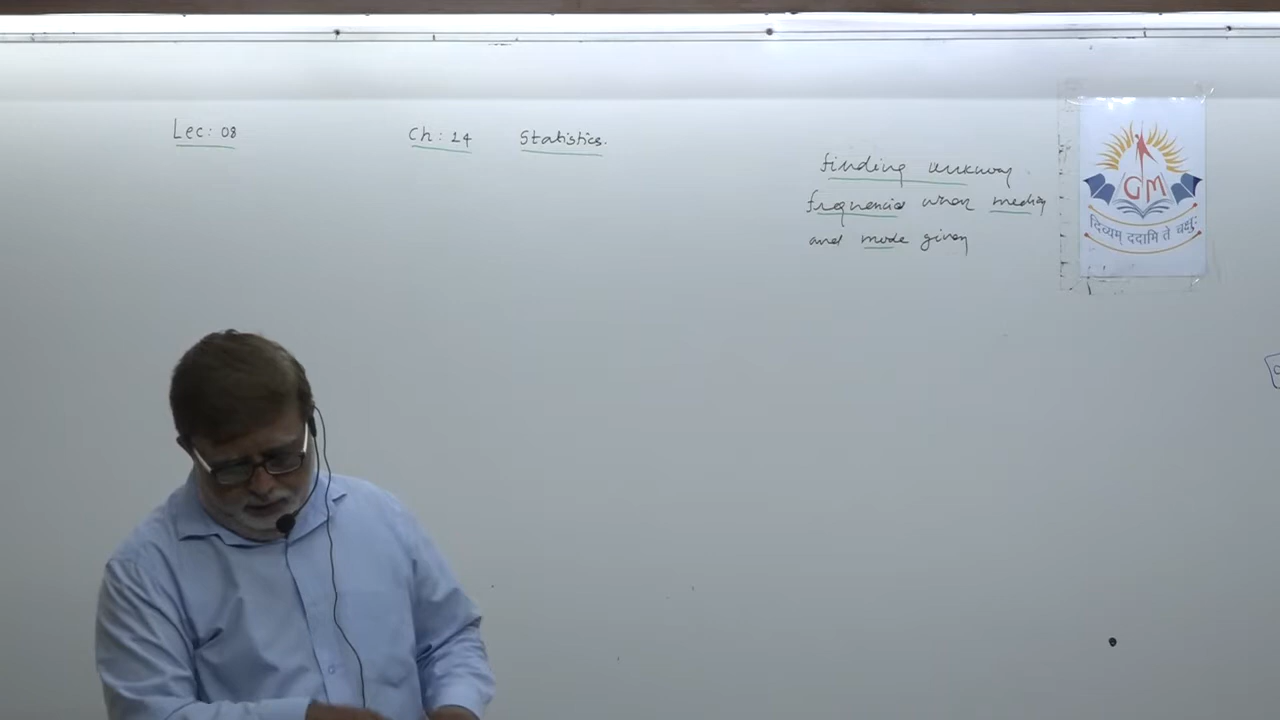 Lec: 08
Ch: 14 Statistics.
finding unknown
frequencies when median
and mode given
GM
दिव्यम् ददामि ते चक्षुः